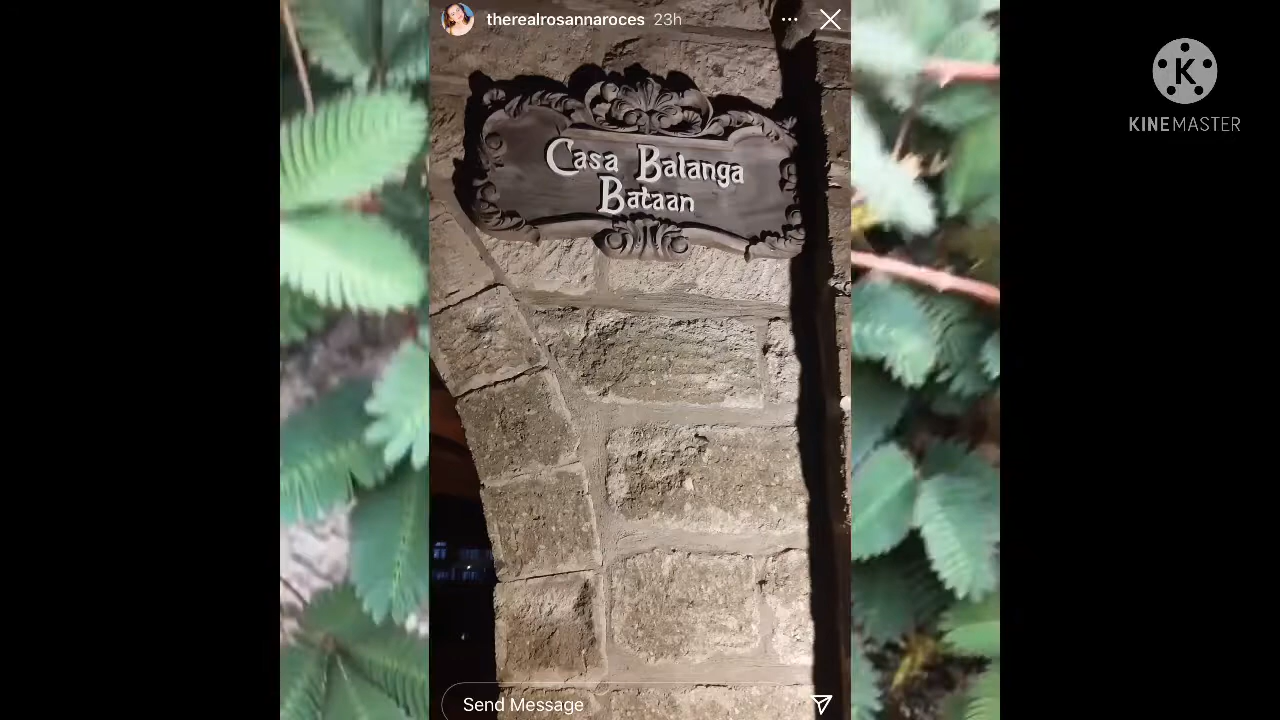 therealrosannaroces 23h
Casa Balanga
Bataan
Send Message
K
KINEMASTER